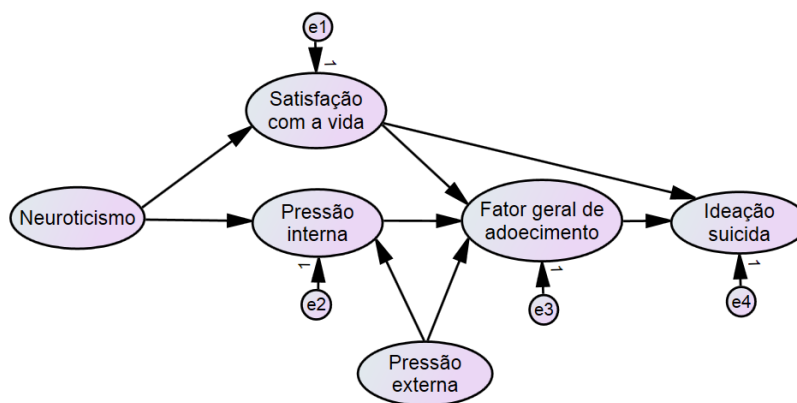 e1
1
Satisfação
com a vida
Neuroticismo
Pressão
interna
Fator geral de
adoecimento
Ideação
suicida
1
e2
1
e3
1
e4
Pressão
externa